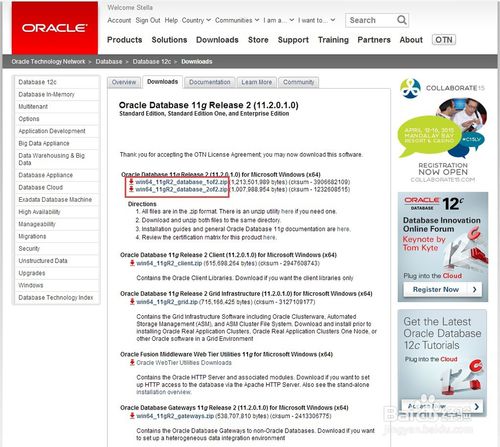 ORACLE
Welcome Stella
Account Sign Out Help Country Communities I am a... I want to... Search
Products Solutions Downloads Store Support Training Partners About OTN
Oracle Technology Network > Database > Database 12c > Downloads
Database 12c
Database In-Memory
Multitenant
Options
Application Development
Big Data Appliance
Data Warehousing & Big Data
Database Appliance
Database Cloud
Exadata Database Machine
High Availability
Manageability
Migrations
Security
Unstructured Data
Upgrades
Windows
Database Technology Index
Overview Downloads Documentation Learn More Community
Oracle Database 11g Release 2 (11.2.0.1.0)
Standard Edition, Standard Edition One, and Enterprise Edition
Thank you for accepting the OTN License Agreement; you may now download this software.
Oracle Database 11g Release 2 (11.2.0.1.0) for Microsoft Windows (x64)
win64_11gR2_database_1of2.zip (1,213,501,989 bytes) (cksum - 3906682109)
win64_11gR2_database_2of2.zip (1,007,988,954 bytes) (cksum - 1232608515)
Directions
1. All files are in the .zip format. There is an unzip utility here if you need one.
2. Download and unzip both files to the same directory.
3. Installation guides and general Oracle Database 11g documentation are here.
4. Review the certification matrix for this product here.
Oracle Database 11g Release 2 Client (11.2.0.1.0) for Microsoft Windows (x64)
win64_11gR2_client.zip (615,698,264 bytes) (cksum - 2947608743)
Contains the Oracle Client Libraries. Download if you want the client libraries only
Oracle Database 11g Release 2 Grid Infrastructure (11.2.0.1.0) for Microsoft Windows (x64)
win64_11gR2_grid.zip (715,166,425 bytes) (cksum - 3127109177)
Contains the Grid Infrastructure Software including Oracle Clusterware, Automated
Storage Management (ASM), and ASM Cluster File System. Download and install prior to
installing Oracle Real Application Clusters, Oracle Real Application Clusters One Node, or
other Oracle software in a Grid Environment
Oracle Fusion Middleware Web Tier Utilities 11g for Microsoft Windows (x64)
Oracle WebTier Utilities Downloads
Contains the Oracle HTTP Server and associated modules. Download if you want to set
up HTTP access to the database via the Apache HTTP Server. Also see the stand-alone
installation overview.
Oracle Database Gateways 11g Release 2 (11.2.0.1.0) for Microsoft Windows (x64)
win64_11gR2_gateways.zip (538,707,810 bytes) (cksum - 2413306775)
Contains the Oracle Database Gateways to non-Oracle Databases. Download if you want
to set up a heterogeneous data integration environment
COLLABORATE15
APRIL 12-16, 2015
MANDALAY BAY
RESORT & CASINO
#C15LV
REGISTRATION
NOW OPEN
COLLABORATE15.COM
ORACLE DATABASE 12c
Database Innovation
Online Forum
Keynote by
Tom Kyte
Plug into the Cloud
Register Now
Get the Latest
Oracle Database
12c Tutorials
Plug into the Cloud
Access Now
Baidu 经验
jingyan.baidu.com